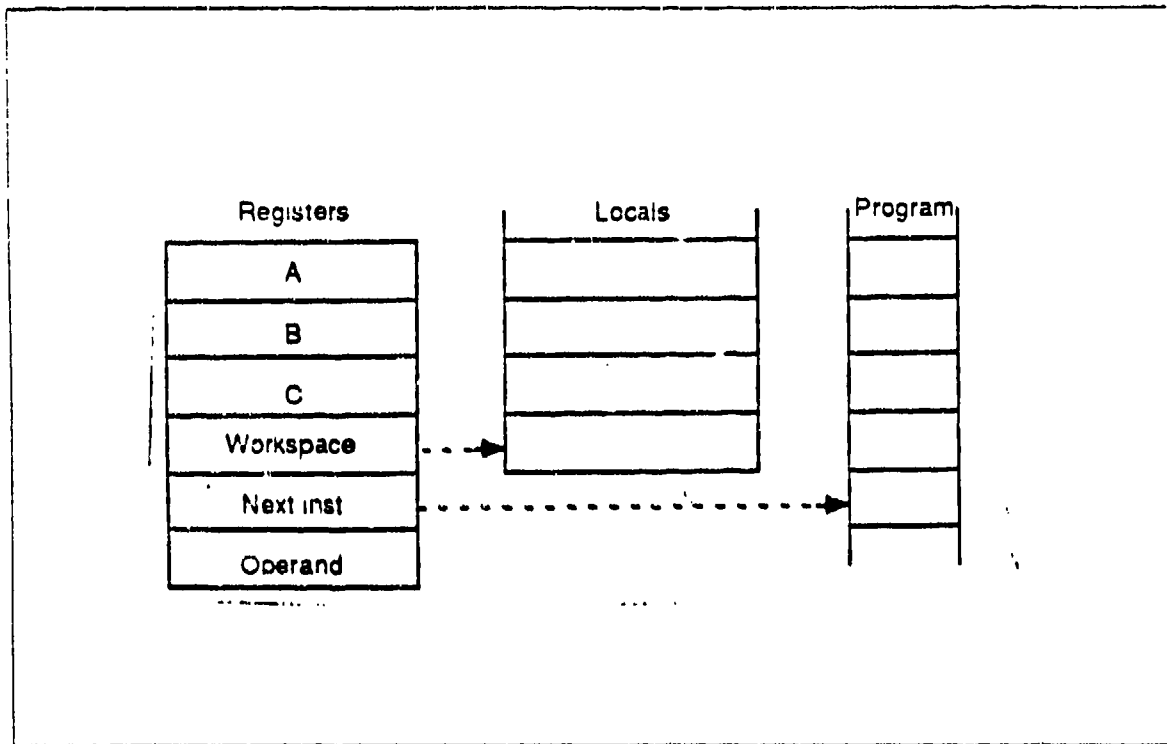 Registers
Locals
Program
A
B
C
Workspace
Next inst
Operand